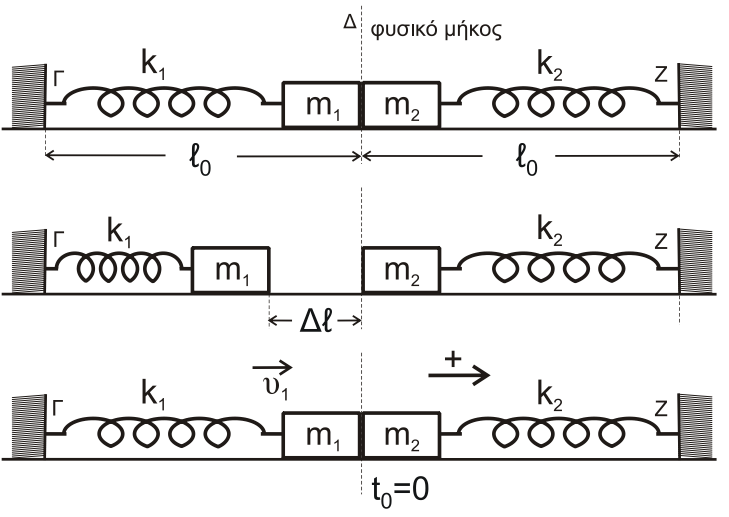 Δ φυσικό μήκος
Γ k₁ k₂ Z
m₁ m₂
ℓ₀ ℓ₀
Γ k₁ k₂ Z
m₁ m₂
Δℓ
υ₁ +
Γ k₁ k₂ Z
m₁ m₂
t₀=0